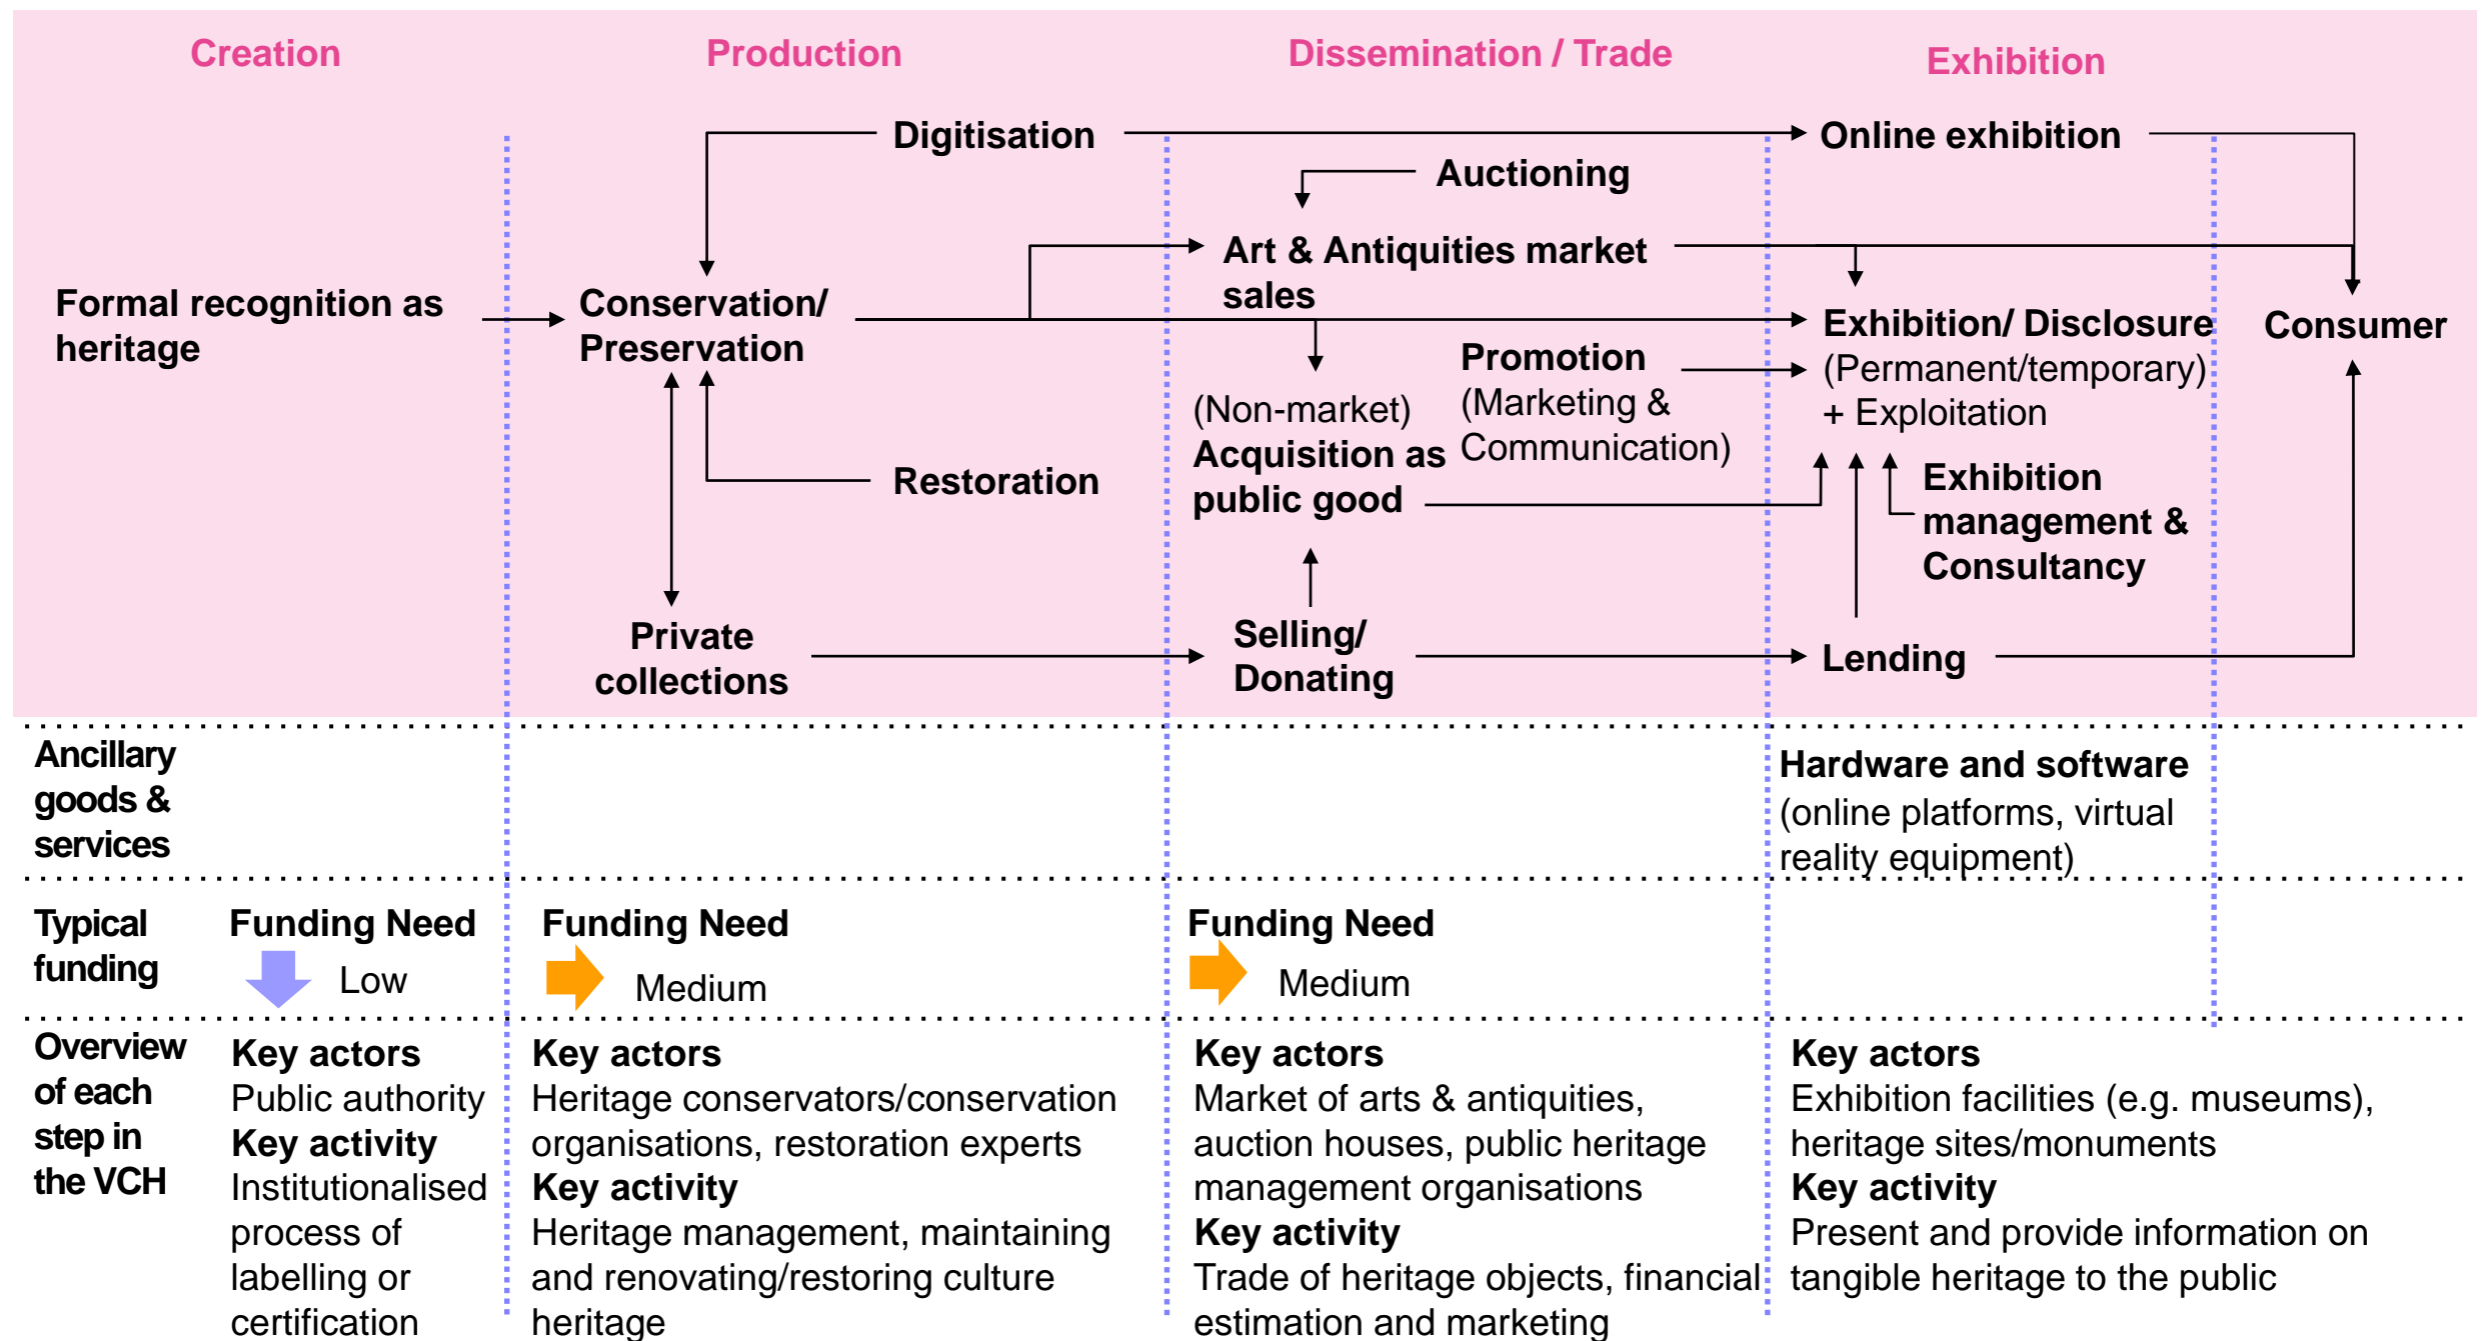 Creation
Production
Dissemination / Trade
Exhibition
Digitisation
Online exhibition
Auctioning
Art & Antiquities market
sales
Formal recognition as
heritage
Conservation/
Preservation
Exhibition/ Disclosure
(Permanent/temporary)
+ Exploitation
Consumer
Promotion
(Marketing &
Communication)
(Non-market)
Acquisition as
public good
Restoration
Exhibition
management &
Consultancy
Private
collections
Selling/
Donating
Lending
Ancillary
goods &
services
Hardware and software
(online platforms, virtual
reality equipment)
Typical
funding
Funding Need
Low
Funding Need
Medium
Funding Need
Medium
Overview
of each
step in
the VCH
Key actors
Public authority
Key activity
Institutionalised
process of
labelling or
certification
Key actors
Heritage conservators/conservation
organisations, restoration experts
Key activity
Heritage management, maintaining
and renovating/restoring culture
heritage
Key actors
Market of arts & antiquities,
auction houses, public heritage
management organisations
Key activity
Trade of heritage objects, financial
estimation and marketing
Key actors
Exhibition facilities (e.g. museums),
heritage sites/monuments
Key activity
Present and provide information on
tangible heritage to the public